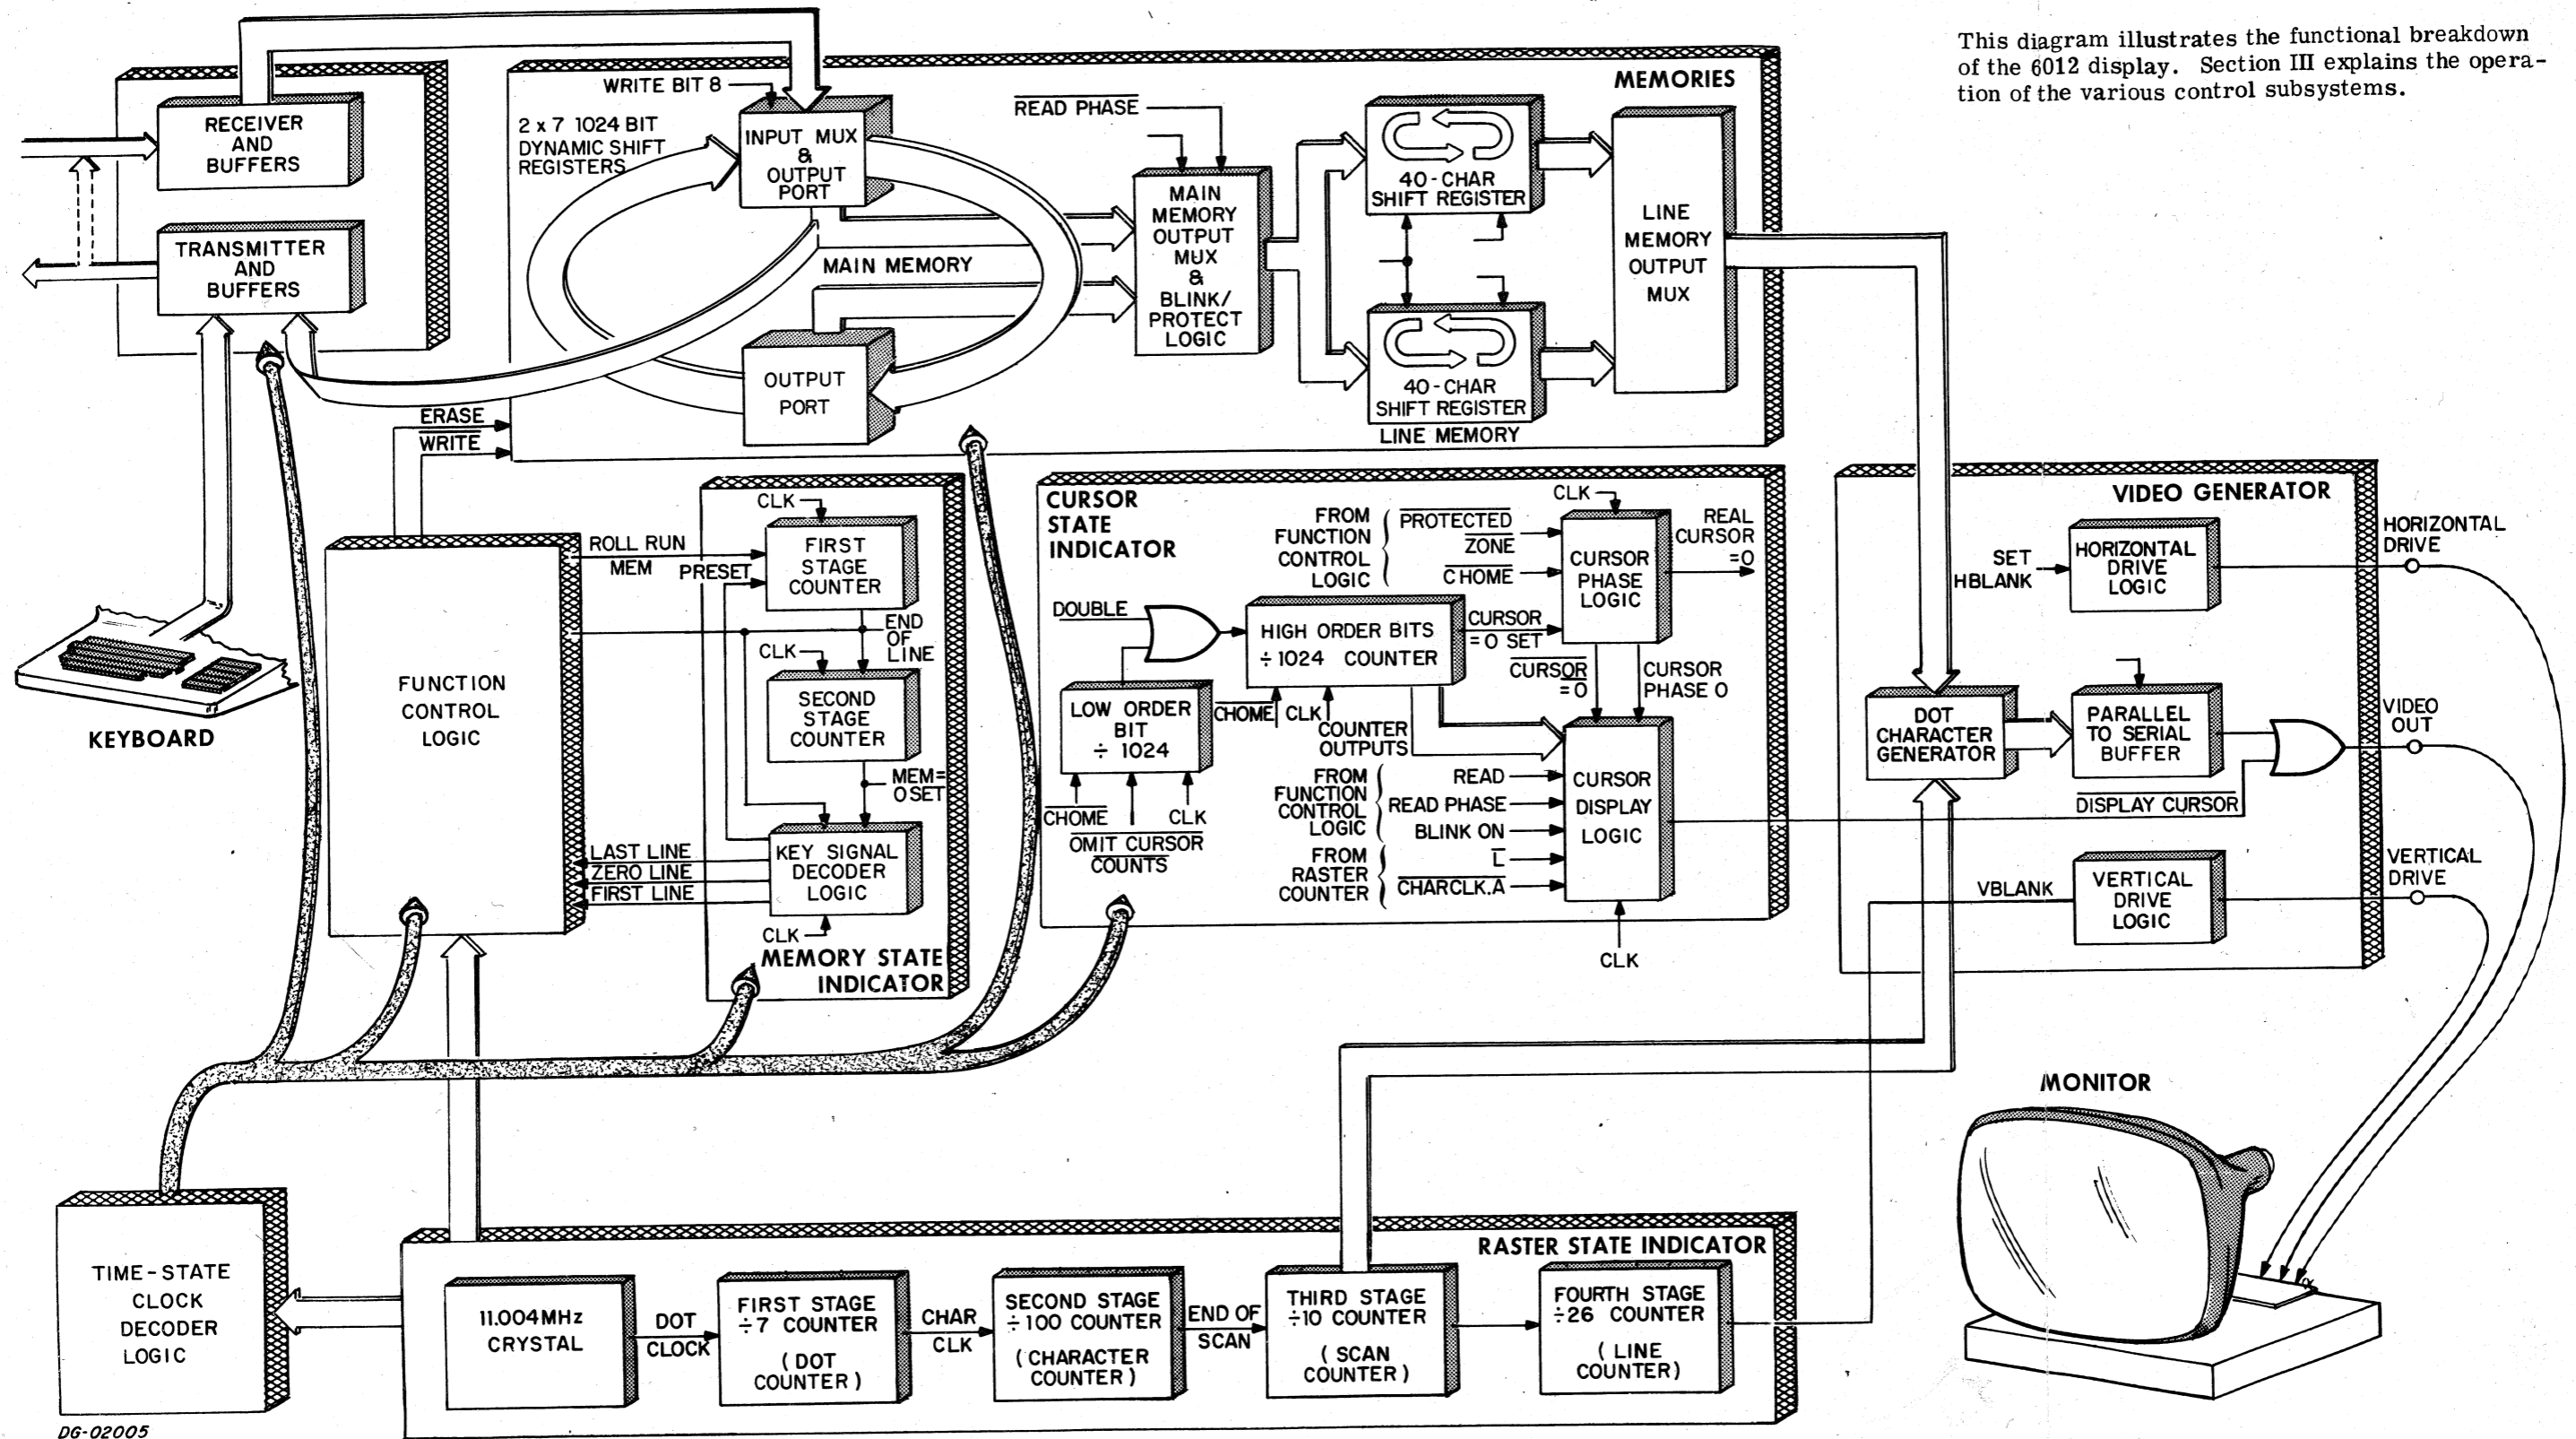 This diagram illustrates the functional breakdown
of the 6012 display. Section III explains the opera-
tion of the various control subsystems.
RECEIVER
AND
BUFFERS
TRANSMITTER
AND
BUFFERS
MEMORIES
WRITE BIT 8
2 x 7 1024 BIT
DYNAMIC SHIFT
REGISTERS
INPUT MUX
&
OUTPUT
PORT
READ PHASE
MAIN MEMORY
OUTPUT
PORT
MAIN
MEMORY
OUTPUT
MUX
&
BLINK/
PROTECT
LOGIC
40-CHAR
SHIFT REGISTER
40-CHAR
SHIFT REGISTER
LINE MEMORY
LINE
MEMORY
OUTPUT
MUX
ERASE
WRITE
KEYBOARD
FUNCTION
CONTROL
LOGIC
ROLL RUN
MEM
PRESET
CLK
FIRST
STAGE
COUNTER
END
OF
LINE
CLK
SECOND
STAGE
COUNTER
MEM=
0 SET
KEY SIGNAL
DECODER
LOGIC
LAST LINE
ZERO LINE
FIRST LINE
CLK
MEMORY STATE
INDICATOR
CURSOR
STATE
INDICATOR
FROM
FUNCTION
CONTROL
LOGIC
PROTECTED
ZONE
CHOME
CLK
CURSOR
PHASE
LOGIC
REAL
CURSOR
=0
DOUBLE
HIGH ORDER BITS
÷1024 COUNTER
CURSOR
=0 SET
CURSOR
=0
CURSOR
PHASE 0
LOW ORDER
BIT
÷ 1024
CHOME
CLK
COUNTER
OUTPUTS
CHOME
OMIT CURSOR
COUNTS
CLK
FROM
FUNCTION
CONTROL
LOGIC
READ
READ PHASE
BLINK ON
FROM
RASTER
COUNTER
L
CHARCLK.A
CURSOR
DISPLAY
LOGIC
CLK
VIDEO GENERATOR
SET
HBLANK
HORIZONTAL
DRIVE
LOGIC
HORIZONTAL
DRIVE
DOT
CHARACTER
GENERATOR
PARALLEL
TO SERIAL
BUFFER
VIDEO
OUT
DISPLAY CURSOR
VBLANK
VERTICAL
DRIVE
LOGIC
VERTICAL
DRIVE
MONITOR
TIME-STATE
CLOCK
DECODER
LOGIC
RASTER STATE INDICATOR
11.004MHz
CRYSTAL
DOT
CLOCK
FIRST STAGE
÷7 COUNTER
(DOT
COUNTER)
CHAR
CLK
SECOND STAGE
÷100 COUNTER
(CHARACTER
COUNTER)
END OF
SCAN
THIRD STAGE
÷10 COUNTER
(SCAN
COUNTER)
FOURTH STAGE
÷26 COUNTER
(LINE
COUNTER)
DG-02005